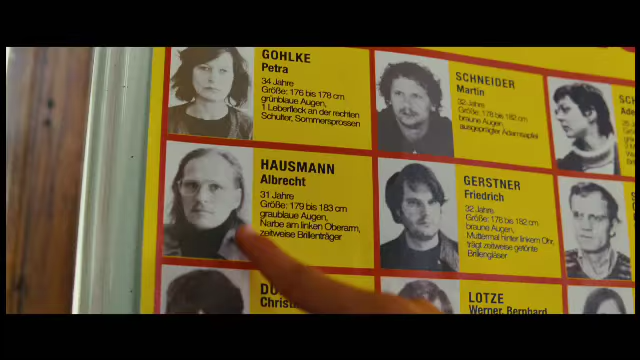 GOHLKE
Petra
34 Jahre
Größe: 176 bis 178 cm
grünblaue Augen,
1 Leberfleck an der rechten
Schulter, Sommersprossen
SCHNEIDER
Martin
32 Jahre
Größe: 178 bis 182 cm
braune Augen,
ausgeprägter Adamsapfel
HAUSMANN
Albrecht
31 Jahre
Größe: 179 bis 183 cm
graublaue Augen,
Narbe am linken Oberarm,
zeitweise Brillenträger
GERSTNER
Friedrich
32 Jahre
Größe: 178 bis 182 cm
braune Augen,
Muttermal hinter linkem Ohr,
trägt zeitweise getönte
Brillengläser
LOTZE
Werner, Bernhard